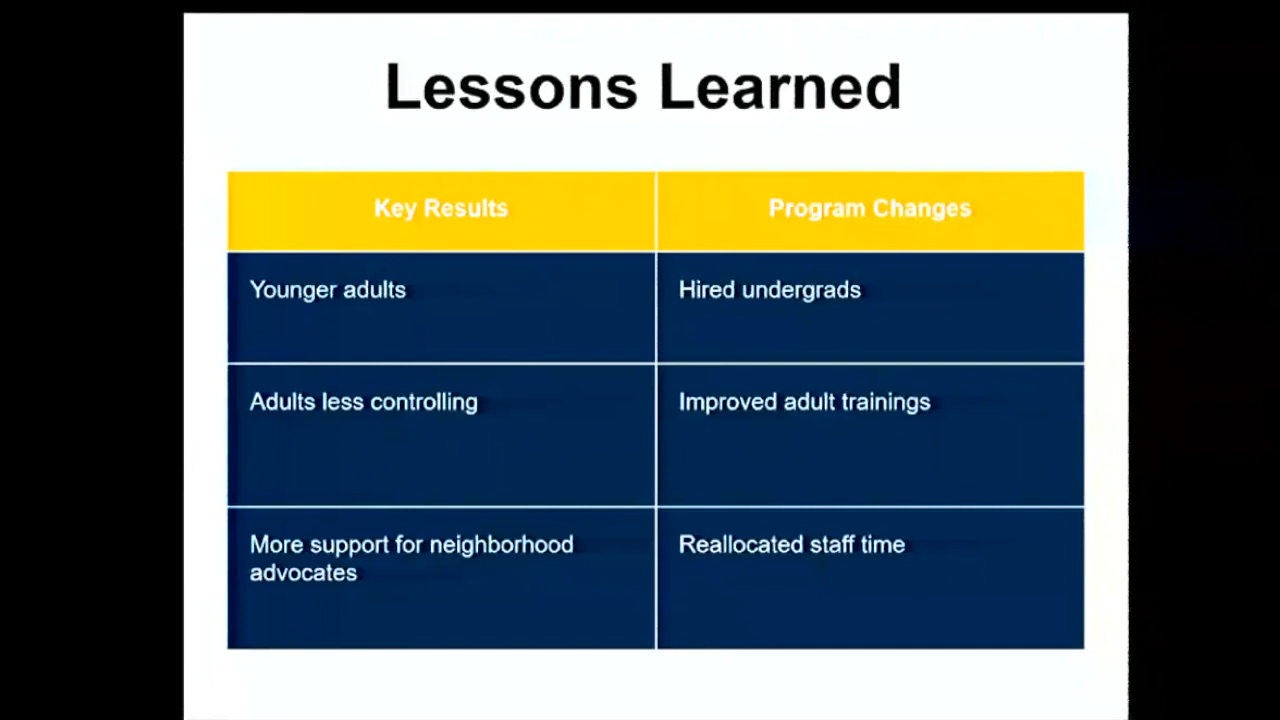 Lessons Learned
Key Results
Program Changes
Younger adults
Hired undergrads
Adults less controlling
Improved adult trainings
More support for neighborhood
advocates
Reallocated staff time